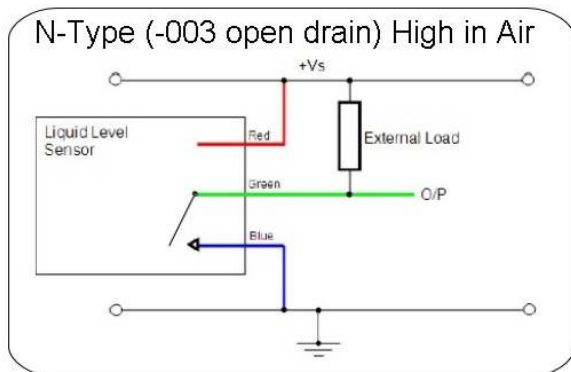 N-Type (-003 open drain) High in Air
+Vs
Liquid Level
Sensor
Red
External Load
Green
O/P
Blue